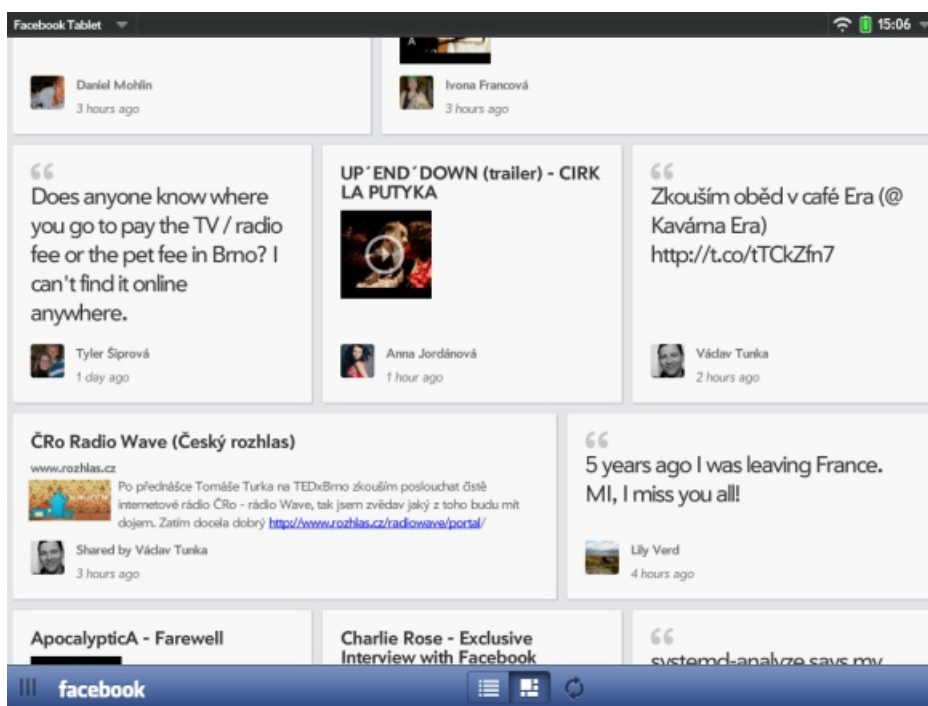 Facebook Tablet
15:06
A
Daniel Mohlin
3 hours ago
Ivona Francová
3 hours ago
Does anyone know where
you go to pay the TV / radio
fee or the pet fee in Brno? I
can't find it online
anywhere.
Tyler Šíprová
1 day ago
UP´END´DOWN (trailer) - CIRK
LA PUTYKA
Anna Jordánová
1 hour ago
Zkouším oběd v café Era (@
Kavárna Era)
http://t.co/tTCkZfn7
Václav Tunka
2 hours ago
ČRo Radio Wave (Český rozhlas)
www.rozhlas.cz
Po přednášce Tomáše Turka na TEDxBrno zkouším poslouchat čistě
internetové rádio ČRo - rádio Wave, tak jsem zvědav jaký z toho budu mít
dojem. Zatím docela dobrý http://www.rozhlas.cz/radiowave/portal/
Shared by Václav Tunka
3 hours ago
5 years ago I was leaving France.
MI, I miss you all!
Lily Verd
4 hours ago
ApocalypticA - Farewell
Charlie Rose - Exclusive
Interview with Facebook
systemd-analyze says my
facebook